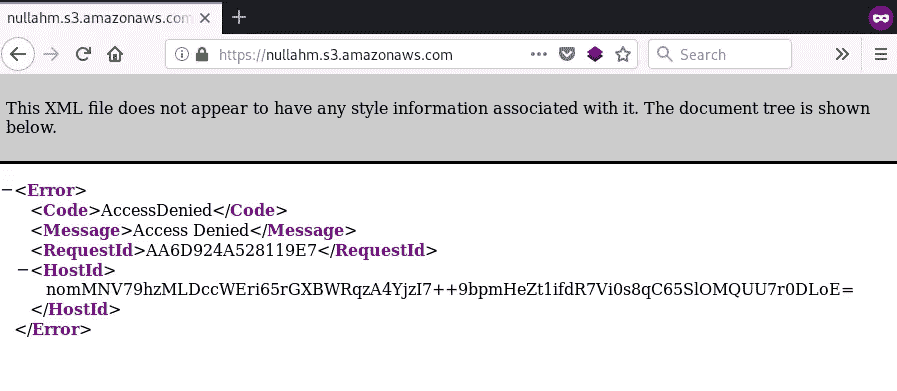 nullahm.s3.amazonaws.com
https://nullahm.s3.amazonaws.com
Search
This XML file does not appear to have any style information associated with it. The document tree is shown
below.
−<Error>
<Code>AccessDenied</Code>
<Message>Access Denied</Message>
<RequestId>AA6D924A528119E7</RequestId>
−<HostId>
nomMNV79hzMLDccWEri65rGXBWRqzA4YjzI7++9bpmHeZt1ifdR7Vi0s8qC65SlOMQUU7r0DLoE=
</HostId>
</Error>